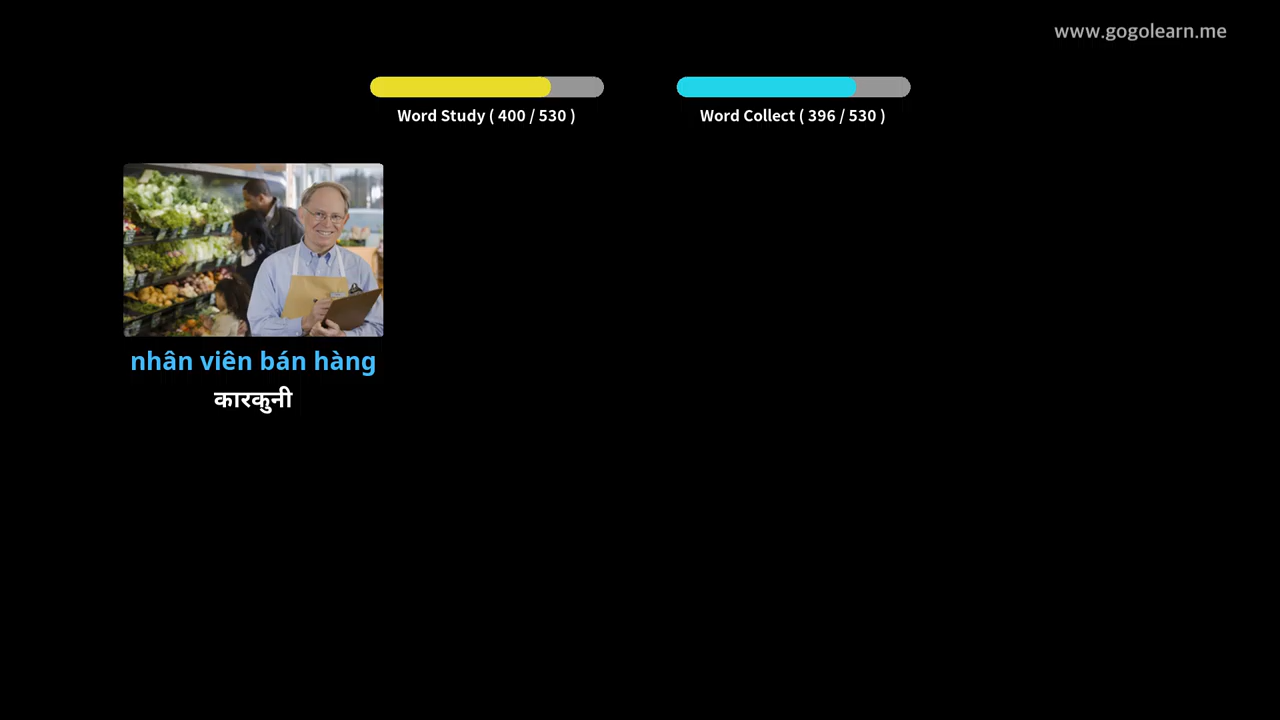 www.gogolearn.me
Word Study ( 400 / 530 )
Word Collect ( 396 / 530 )
nhân viên bán hàng
कारकुनी